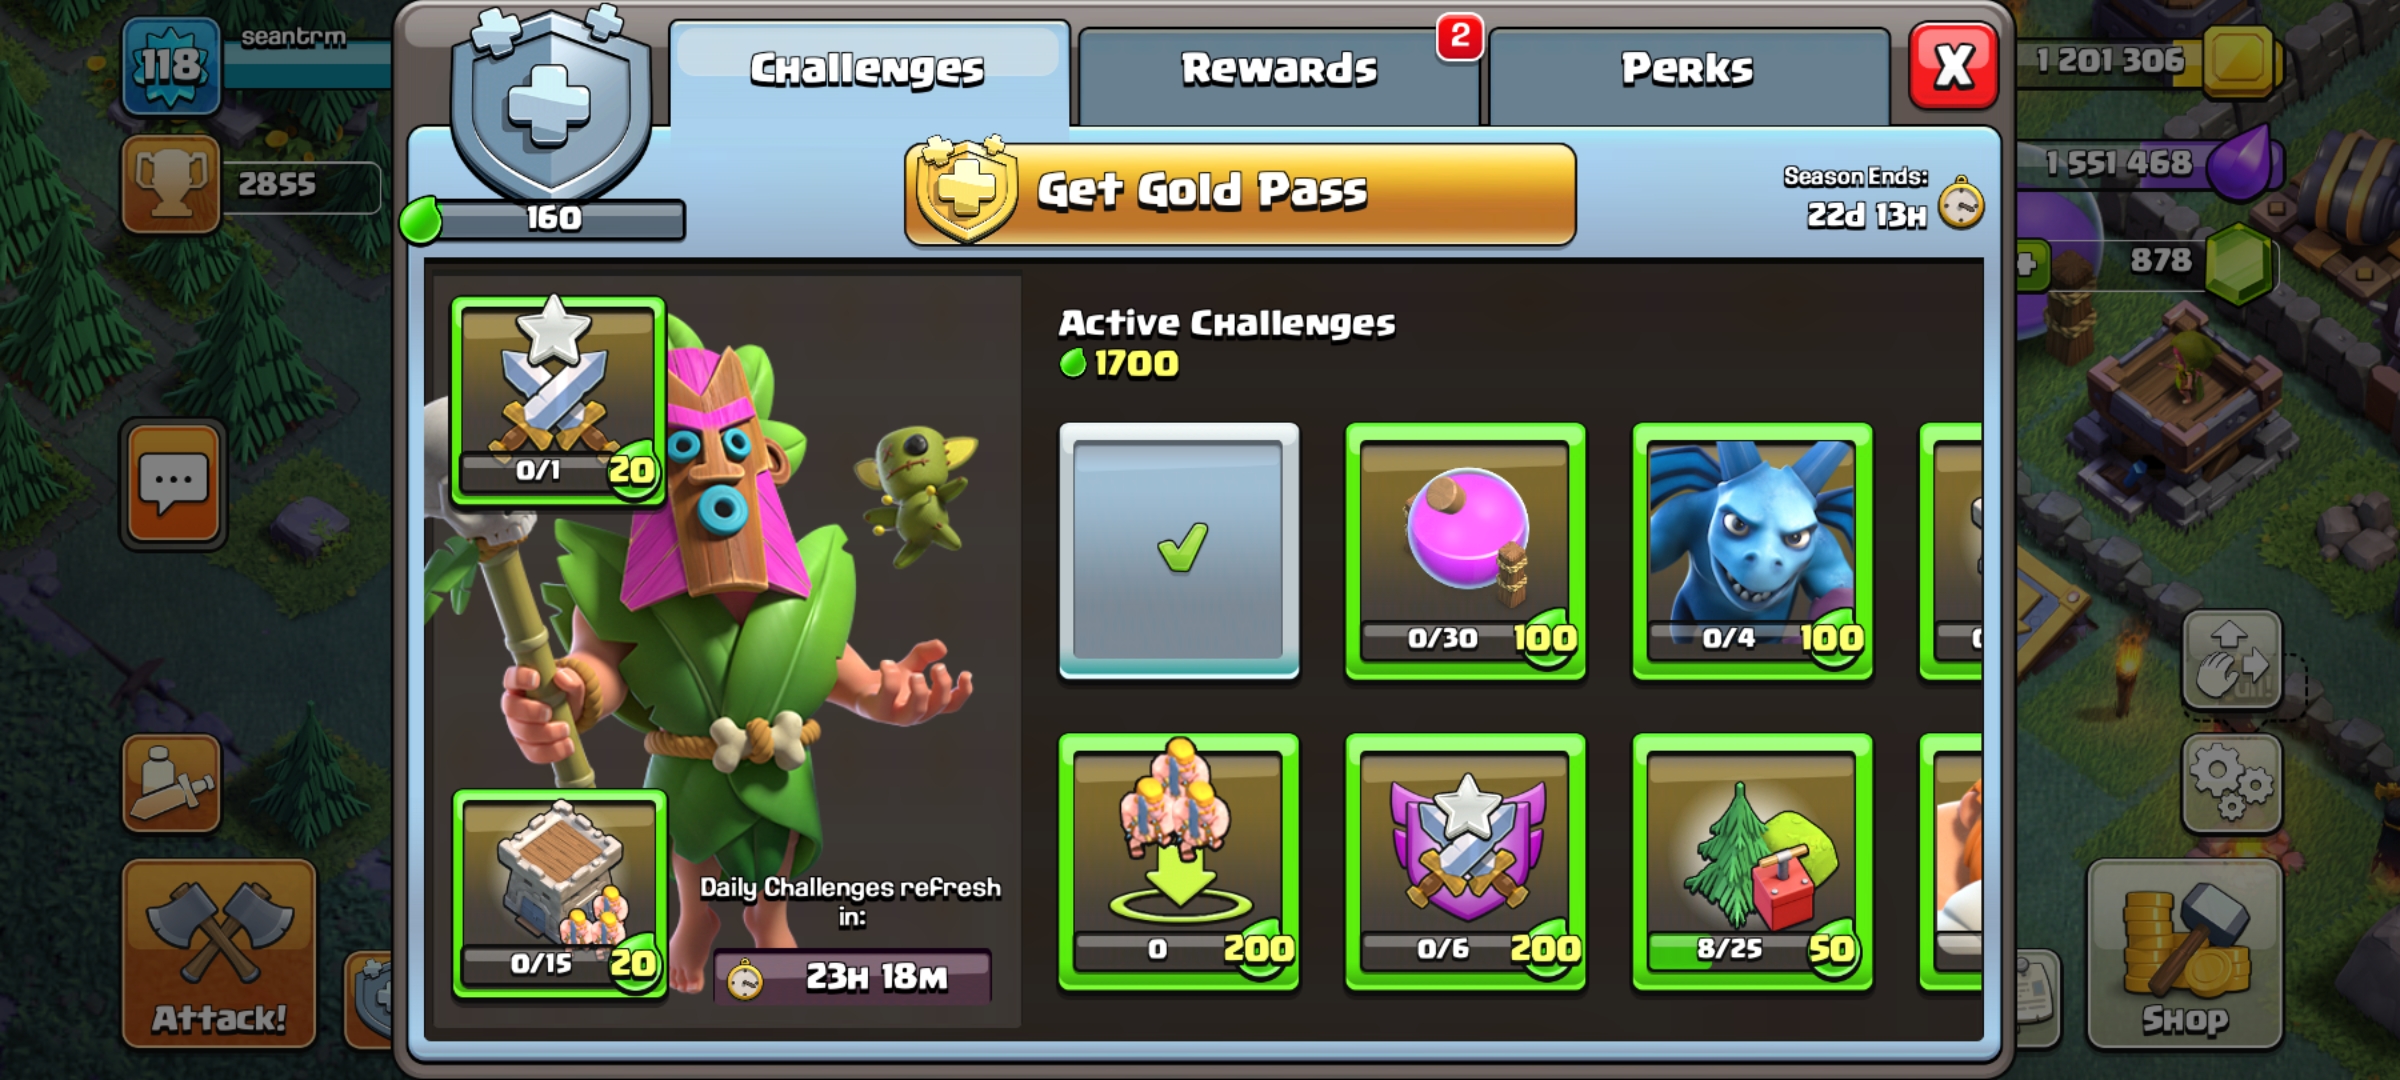 118
seantrm
2855
Challenges
Rewards
2
Perks
X
1 201 306
1 551 468
878
160
Get Gold Pass
Season Ends:
22d 13H
Active Challenges
1700
0/1
20
0/15
20
Daily Challenges refresh
in:
23H 18M
0/30
100
0/4
100
0
200
0/6
200
8/25
50
Attack!
Shop